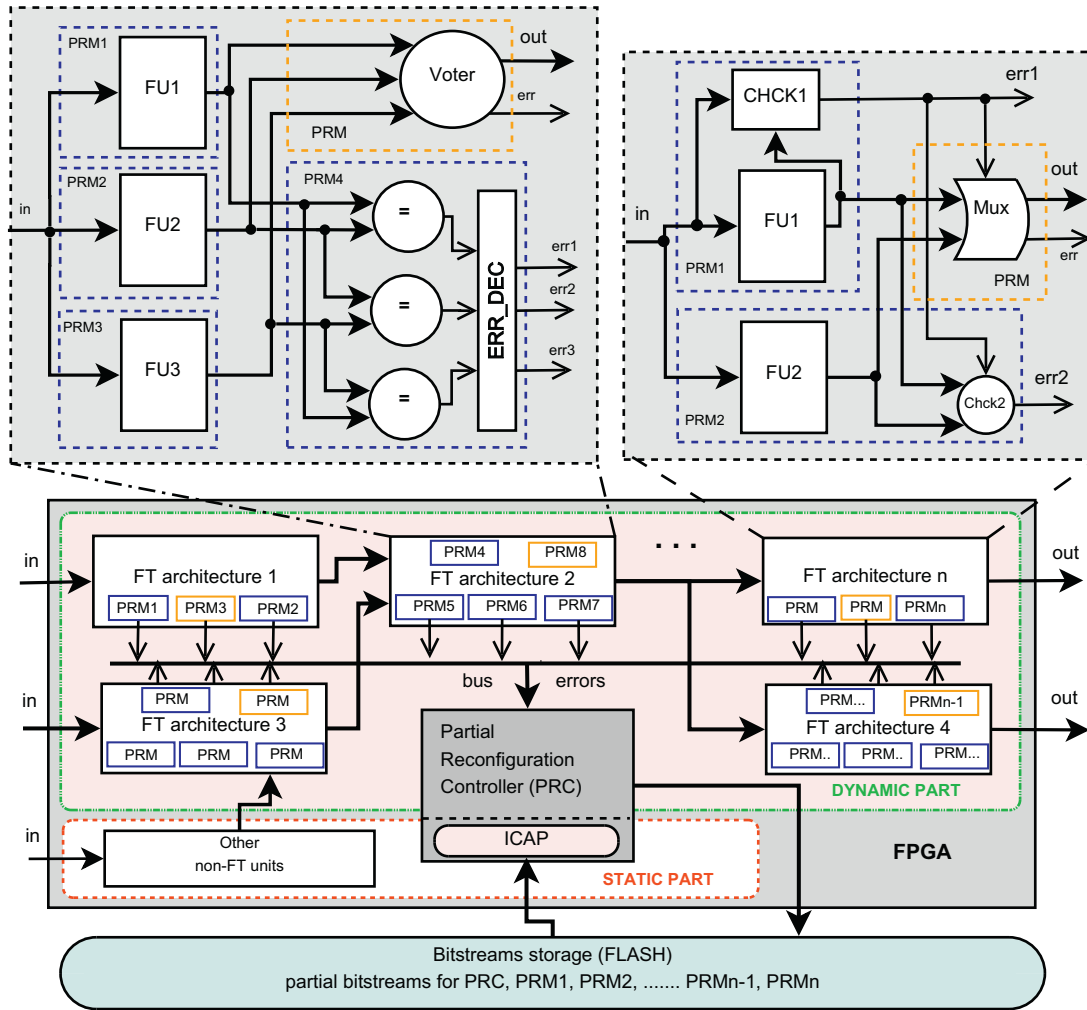 PRM1
FU1
in
PRM2
FU2
PRM3
FU3
Voter
out
err
PRM
PRM4
=
=
=
ERR_DEC
err1
err2
err3
CHCK1
err1
FU1
PRM1
in
Mux
out
err
PRM
FU2
PRM2
Chck2
err2
in
FT architecture 1
PRM1
PRM3
PRM2
PRM4
PRM8
FT architecture 2
PRM5
PRM6
PRM7
. . .
FT architecture n
PRM
PRM
PRMn
out
bus
errors
in
PRM
PRM
FT architecture 3
PRM
PRM
PRM
PRM...
PRMn-1
FT architecture 4
PRM..
PRM..
PRM...
out
Partial
Reconfiguration
Controller (PRC)
ICAP
DYNAMIC PART
in
Other
non-FT units
STATIC PART
FPGA
Bitstreams storage (FLASH)
partial bitstreams for PRC, PRM1, PRM2, ....... PRMn-1, PRMn